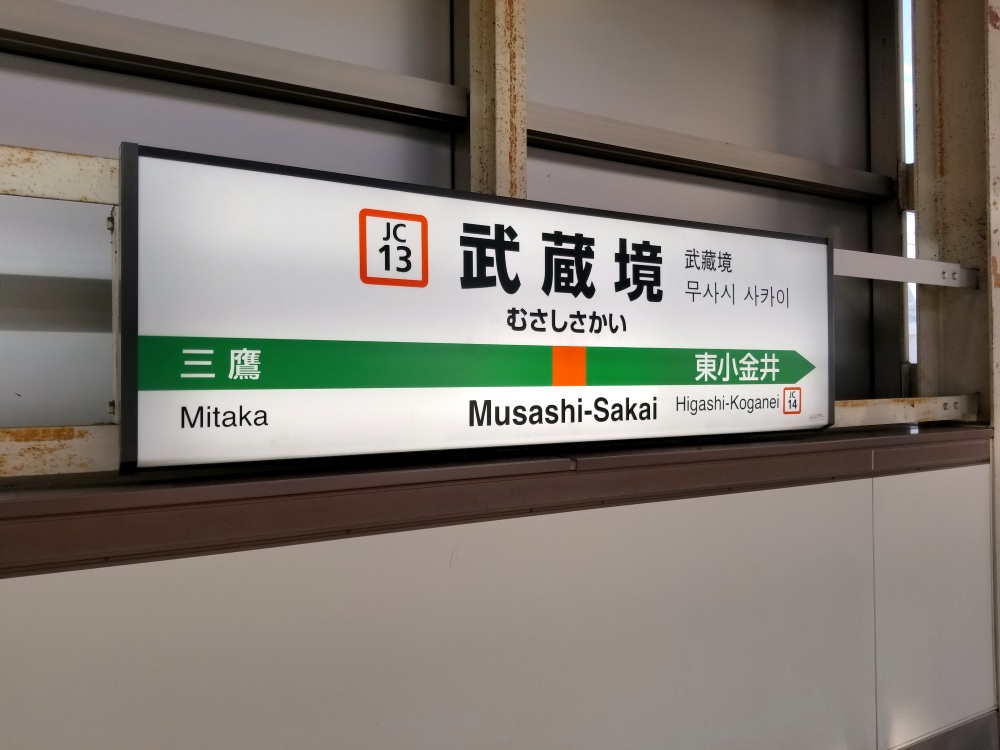 JC
13
武蔵境
武藏境
무사시 사카이
むさしさかい
三鷹
東小金井
Mitaka
Musashi-Sakai
Higashi-Koganei
JC
14